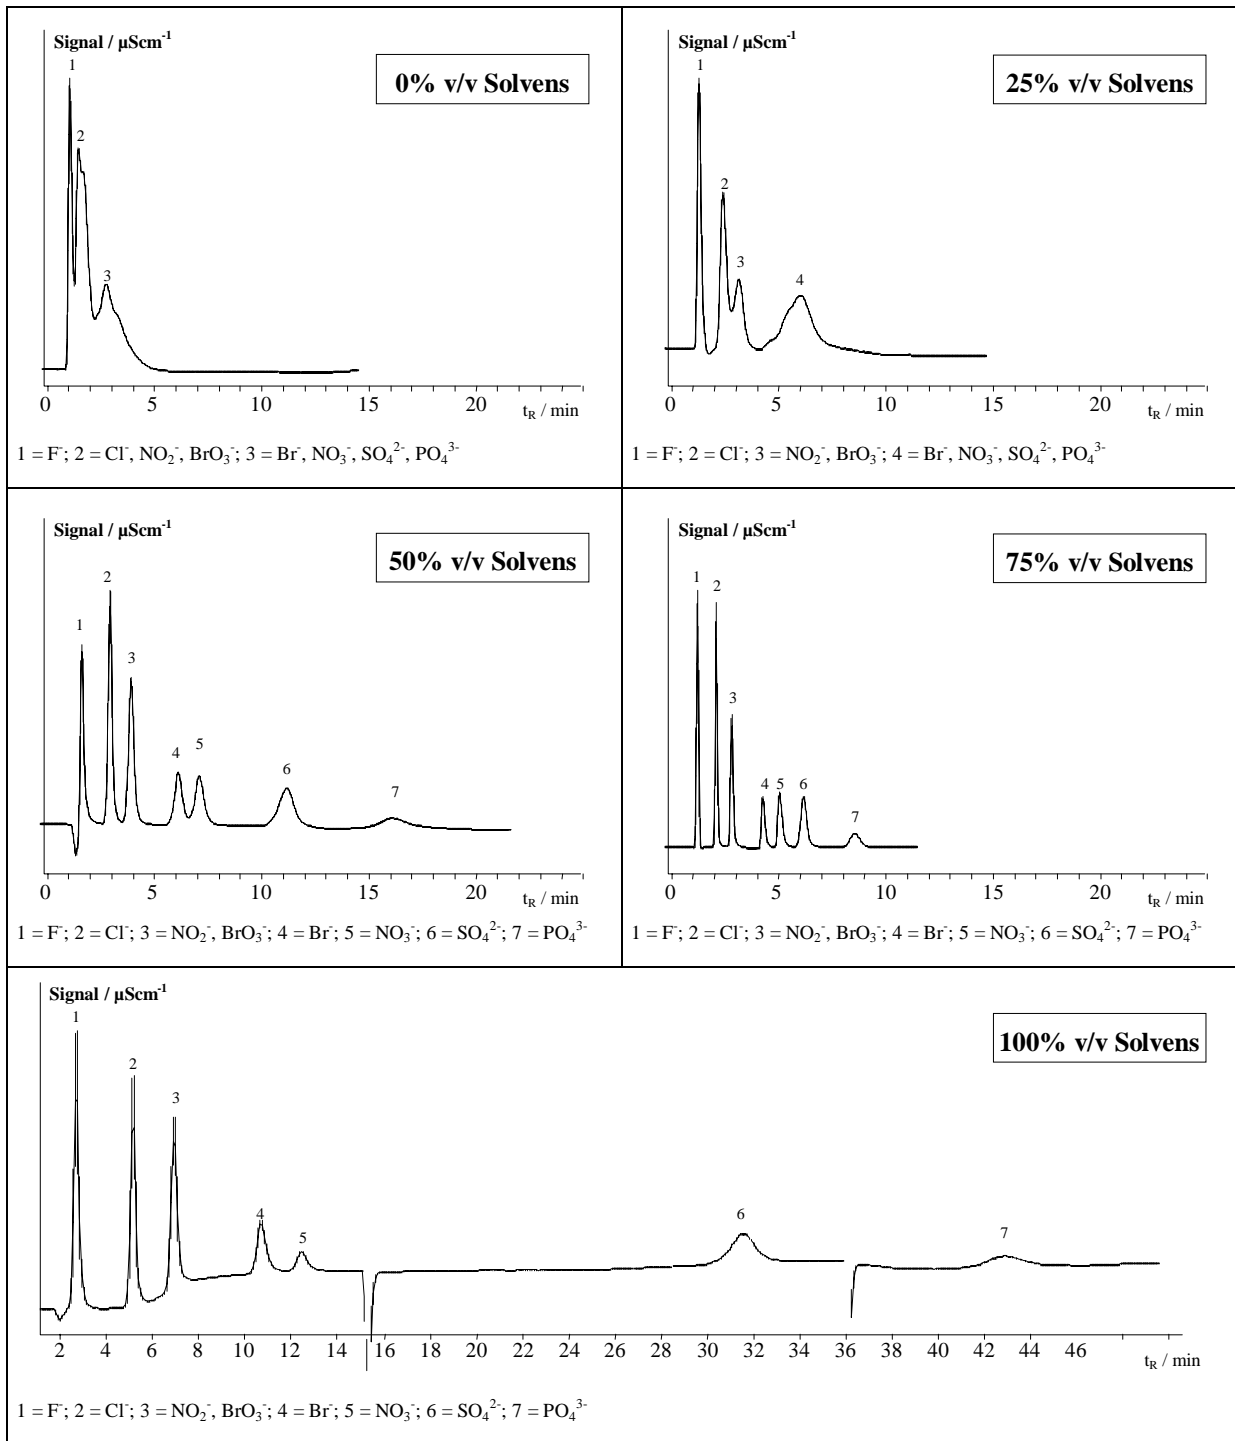 Signal / µScm⁻¹
0% v/v Solvens
1
2
3
0 5 10 15 20
t_R / min
1 = F⁻; 2 = Cl⁻, NO₂⁻, BrO₃⁻; 3 = Br⁻, NO₃⁻, SO₄²⁻, PO₄³⁻
Signal / µScm⁻¹
25% v/v Solvens
1
2
3
4
0 5 10 15 20
t_R / min
1 = F⁻; 2 = Cl⁻; 3 = NO₂⁻, BrO₃⁻; 4 = Br⁻, NO₃⁻, SO₄²⁻, PO₄³⁻
Signal / µScm⁻¹
50% v/v Solvens
2
1
3
4 5
6
7
0 5 10 15 20
t_R / min
1 = F⁻; 2 = Cl⁻; 3 = NO₂⁻, BrO₃⁻; 4 = Br⁻; 5 = NO₃⁻; 6 = SO₄²⁻; 7 = PO₄³⁻
Signal / µScm⁻¹
75% v/v Solvens
1
2
3
4 5 6
7
0 5 10 15 20
t_R / min
1 = F⁻; 2 = Cl⁻; 3 = NO₂⁻, BrO₃⁻; 4 = Br⁻; 5 = NO₃⁻; 6 = SO₄²⁻; 7 = PO₄³⁻
Signal / µScm⁻¹
100% v/v Solvens
1
2
3
4
5
6
7
2 4 6 8 10 12 14 16 18 20 22 24 26 28 30 32 34 36 38 40 42 44 46
t_R / min
1 = F⁻; 2 = Cl⁻; 3 = NO₂⁻, BrO₃⁻; 4 = Br⁻; 5 = NO₃⁻; 6 = SO₄²⁻; 7 = PO₄³⁻